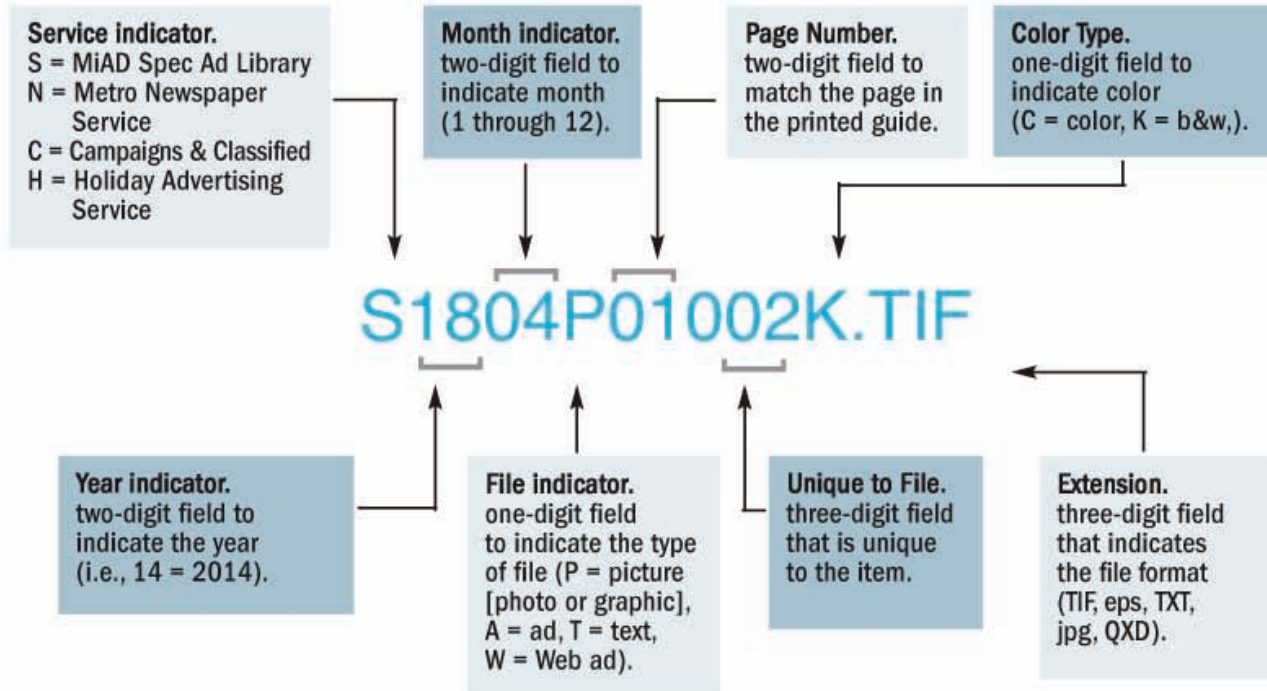 Service indicator.
S = MiAD Spec Ad Library
N = Metro Newspaper
Service
C = Campaigns & Classified
H = Holiday Advertising
Service
Month indicator.
two-digit field to
indicate month
(1 through 12).
Page Number.
two-digit field to
match the page in
the printed guide.
Color Type.
one-digit field to
indicate color
(C = color, K = b&w,).
S1804P01002K.TIF
Year indicator.
two-digit field to
indicate the year
(i.e., 14 = 2014).
File indicator.
one-digit field
to indicate the type
of file (P = picture
[photo or graphic],
A = ad, T = text,
W = Web ad).
Unique to File.
three-digit field
that is unique
to the item.
Extension.
three-digit field
that indicates
the file format
(TIF, eps, TXT,
jpg, QXD).